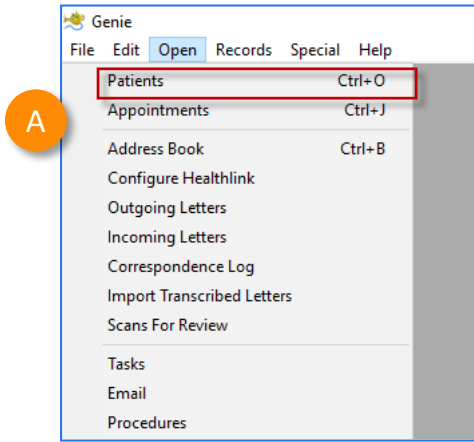 Genie
File Edit Open Records Special Help
Patients Ctrl+O
A
Appointments Ctrl+J
Address Book Ctrl+B
Configure Healthlink
Outgoing Letters
Incoming Letters
Correspondence Log
Import Transcribed Letters
Scans For Review
Tasks
Email
Procedures